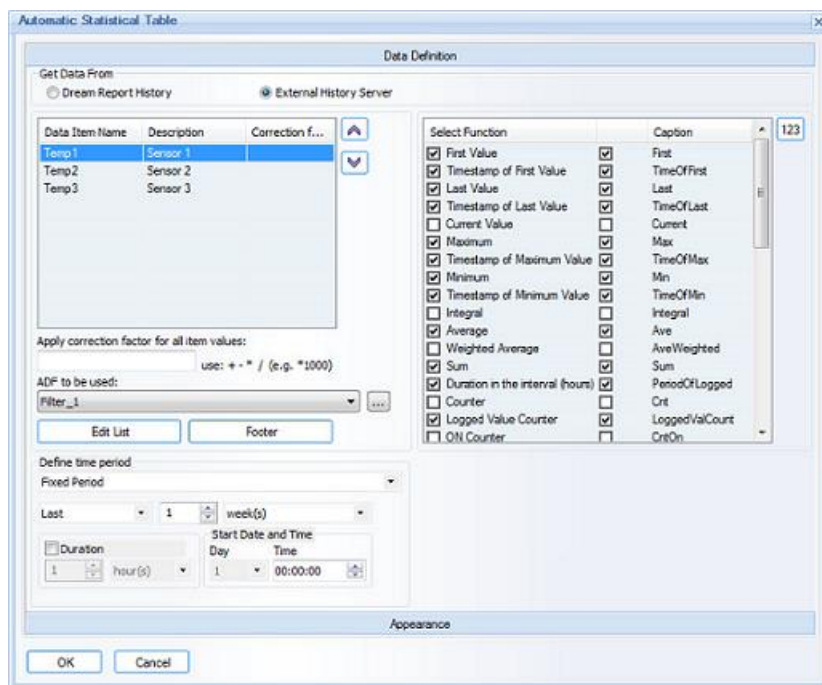 Automatic Statistical Table
Data Definition
Get Data From
Dream Report History
External History Server
Data Item Name Description Correction f...
Temp1 Sensor 1
Temp2 Sensor 2
Temp3 Sensor 3
Apply correction factor for all item values:
use: + - * / (e.g. *1000)
ADF to be used:
Filter_1
...
Edit List Footer
Select Function Caption
123
First Value First
Timestamp of First Value TimeOfFirst
Last Value Last
Timestamp of Last Value TimeOfLast
Current Value Current
Maximum Max
Timestamp of Maximum Value TimeOfMax
Minimum Min
Timestamp of Minimum Value TimeOfMin
Integral Integral
Average Ave
Weighted Average AveWeighted
Sum Sum
Duration in the interval (hours) PeriodOfLogged
Counter Cnt
Logged Value Counter LoggedValCount
ON Counter CntOn
Define time period
Fixed Period
Last 1 week(s)
Duration
1 hour(s)
Start Date and Time
Day Time
1 00:00:00
Appearance
OK Cancel